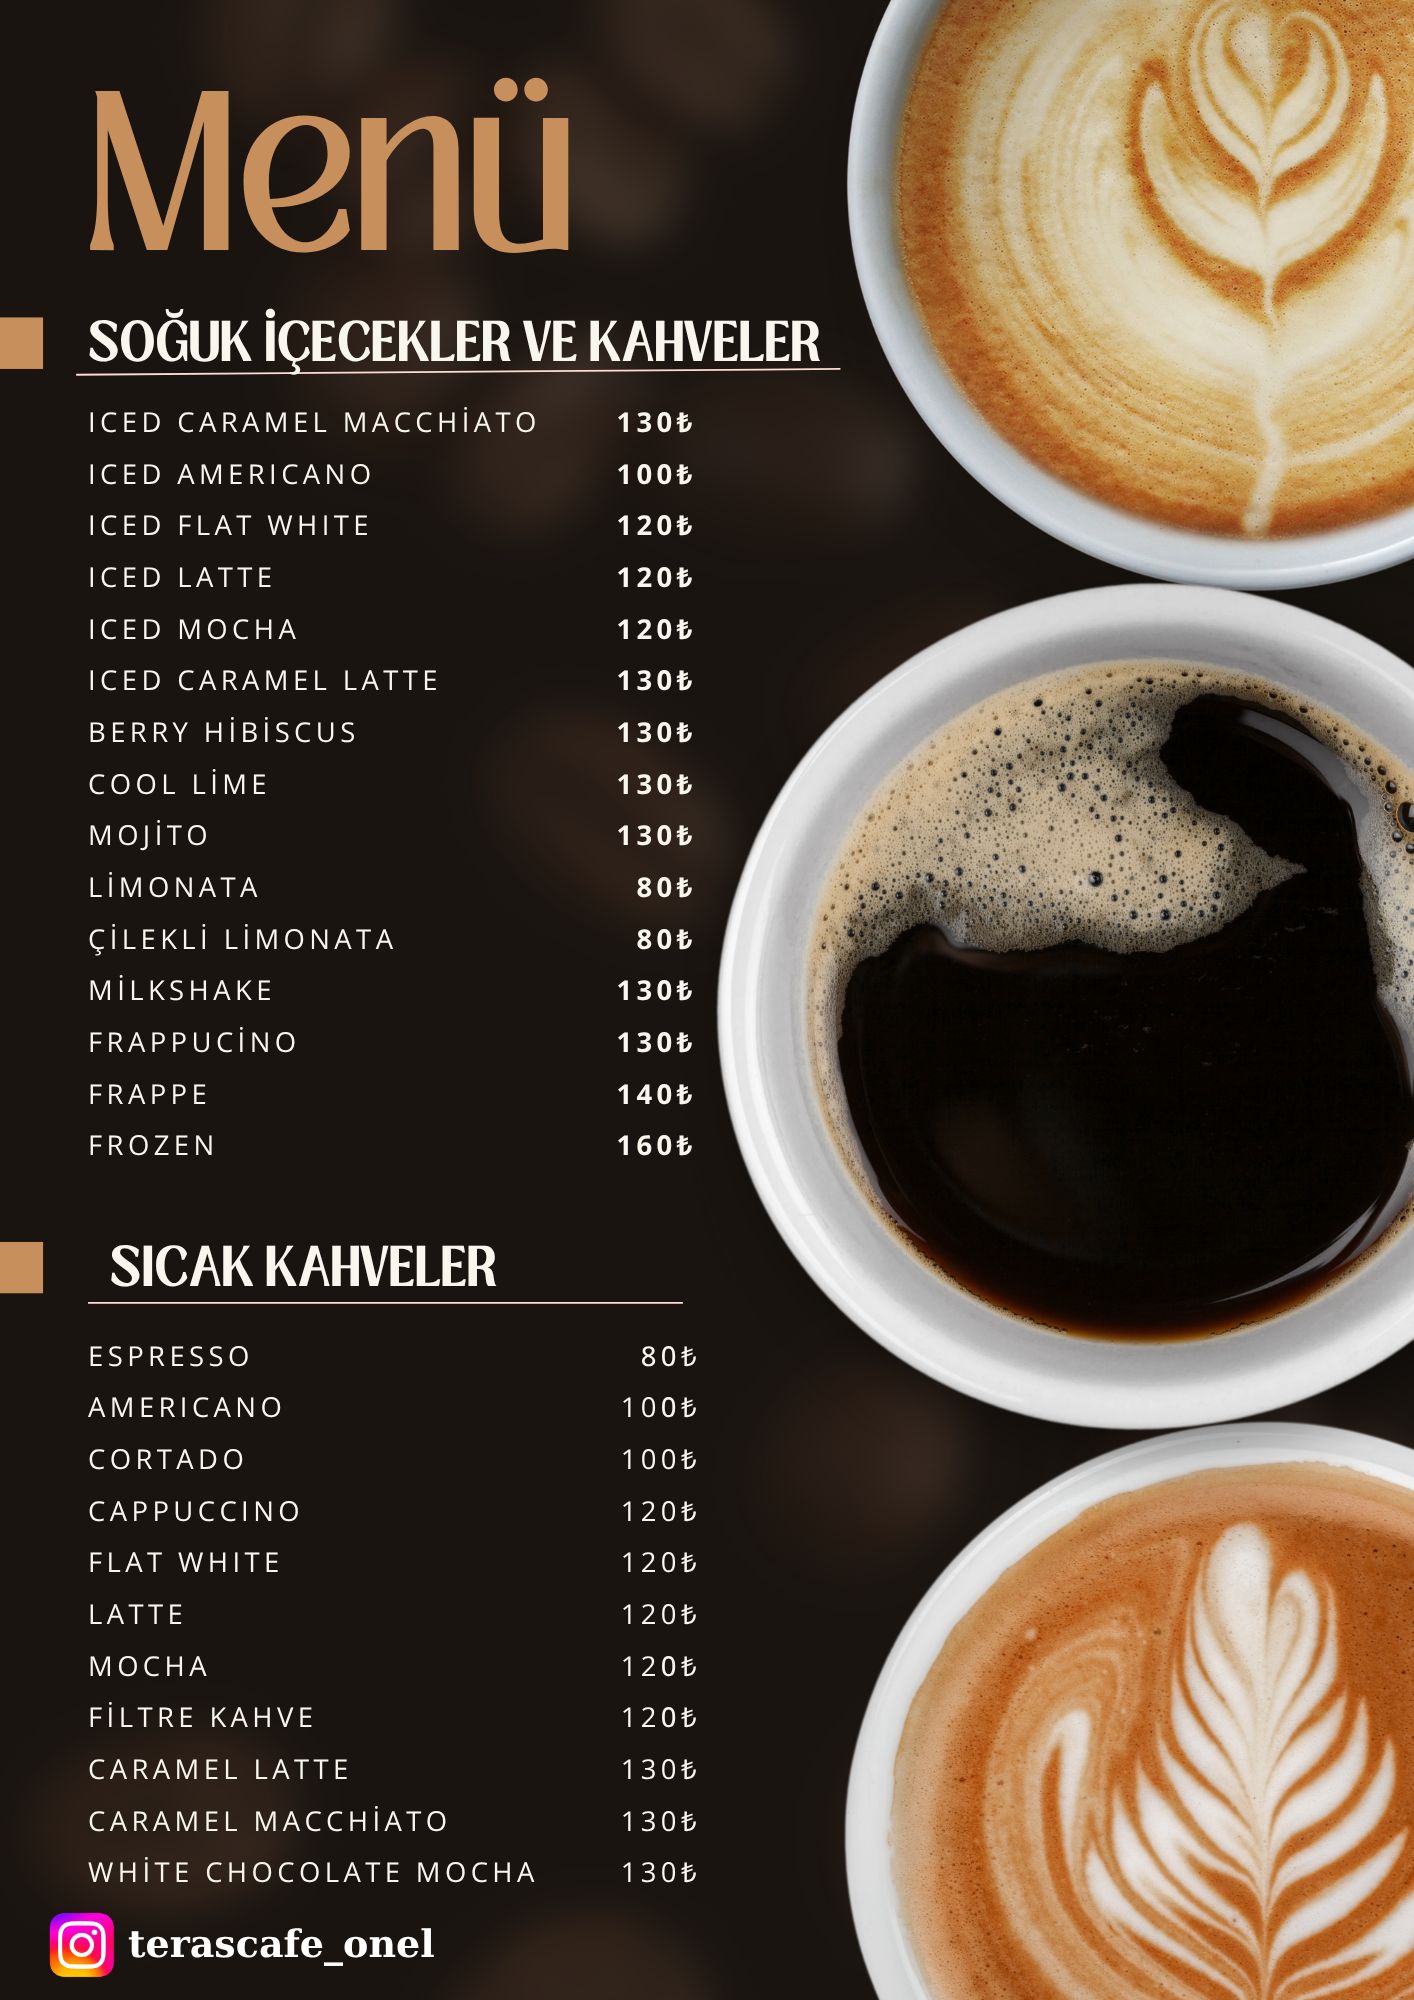 Menü
SOĞUK İÇECEKLER VE KAHVELER
ICED CARAMEL MACCHİATO 130₺
ICED AMERICANO 100₺
ICED FLAT WHITE 120₺
ICED LATTE 120₺
ICED MOCHA 120₺
ICED CARAMEL LATTE 130₺
BERRY HİBİSCUS 130₺
COOL LİME 130₺
MOJİTO 130₺
LİMONATA 80₺
ÇİLEKLİ LİMONATA 80₺
MİLKSHAKE 130₺
FRAPPUCİNO 130₺
FRAPPE 140₺
FROZEN 160₺
SICAK KAHVELER
ESPRESSO 80₺
AMERICANO 100₺
CORTADO 100₺
CAPPUCCINO 120₺
FLAT WHITE 120₺
LATTE 120₺
MOCHA 120₺
FİLTRE KAHVE 120₺
CARAMEL LATTE 130₺
CARAMEL MACCHİATO 130₺
WHİTE CHOCOLATE MOCHA 130₺
terascafe_onel